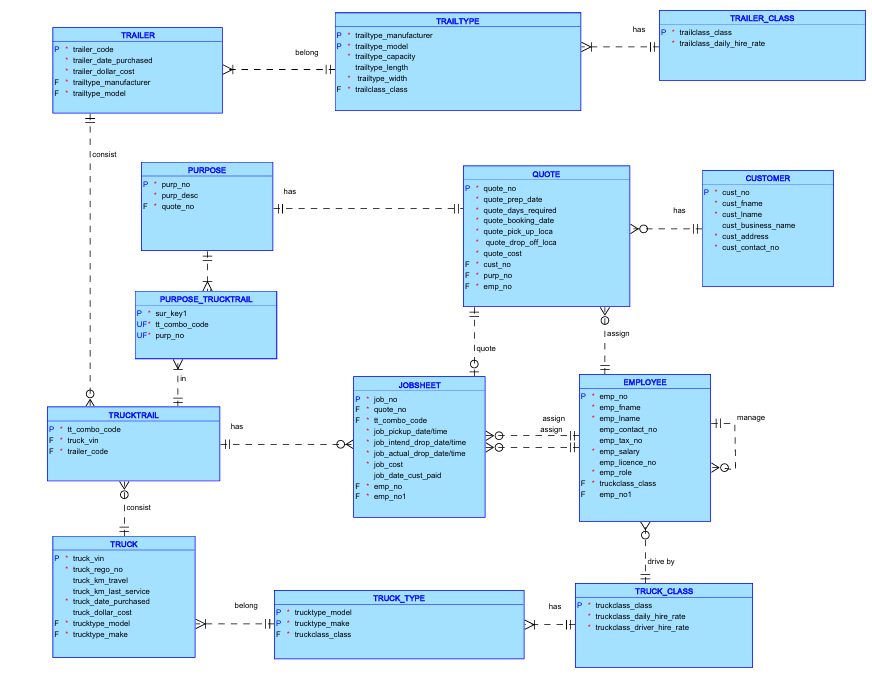 TRAILER
P * trailer_code
* trailer_date_purchased
* trailer_dollar_cost
F * trailtype_manufacturer
F * trailtype_model
belong
TRAILTYPE
P * trailtype_manufacturer
P * trailtype_model
* trailtype_capacity
trailtype_length
* trailtype_width
F * trailclass_class
has
TRAILER_CLASS
P * trailclass_class
* trailclass_daily_hire_rate
consist
PURPOSE
P * purp_no
* purp_desc
F * quote_no
has
QUOTE
P * quote_no
* quote_prep_date
* quote_days_required
* quote_booking_date
* quote_pick_up_loca
* quote_drop_off_loca
* quote_cost
F * cust_no
F * purp_no
F * emp_no
has
CUSTOMER
P * cust_no
* cust_fname
* cust_lname
cust_business_name
* cust_address
* cust_contact_no
PURPOSE_TRUCKTRAIL
P * sur_key1
UF* tt_combo_code
UF* purp_no
in
quote
assign
TRUCKTRAIL
P * tt_combo_code
F * truck_vin
F * trailer_code
has
JOBSHEET
P * job_no
F * quote_no
F * tt_combo_code
* job_pickup_date/time
* job_intend_drop_date/time
* job_actual_drop_date/time
* job_cost
job_date_cust_paid
F * emp_no
F * emp_no1
assign
assign
EMPLOYEE
P * emp_no
* emp_fname
* emp_lname
emp_contact_no
emp_tax_no
* emp_salary
emp_licence_no
* emp_role
F * truckclass_class
F emp_no1
manage
consist
drive by
TRUCK
P * truck_vin
* truck_rego_no
truck_km_travel
truck_km_last_service
* truck_date_purchased
truck_dollar_cost
F * trucktype_model
F * trucktype_make
belong
TRUCK_TYPE
P * trucktype_model
P * trucktype_make
F * truckclass_class
has
TRUCK_CLASS
P * truckclass_class
* truckclass_daily_hire_rate
* truckclass_driver_hire_rate